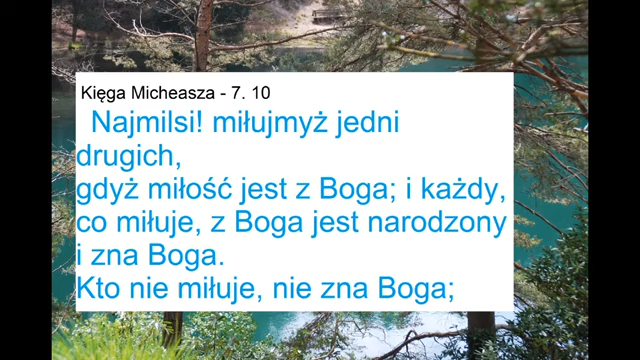 Kięga Micheasza - 7. 10
Najmilsi! miłujmyż jedni
drugich,
gdyż miłość jest z Boga; i każdy,
co miłuje, z Boga jest narodzony
i zna Boga.
Kto nie miłuje, nie zna Boga;